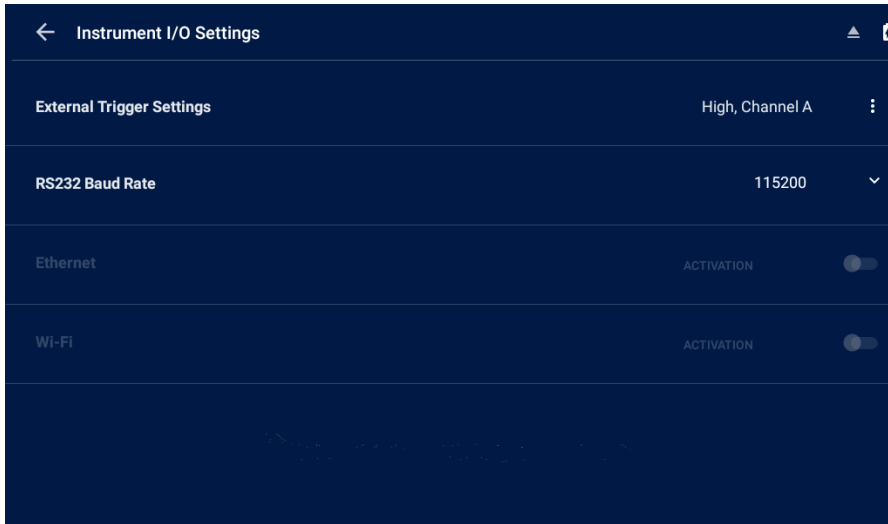 Instrument I/O Settings
External Trigger Settings High, Channel A
RS232 Baud Rate 115200
Ethernet ACTIVATION
Wi-Fi ACTIVATION